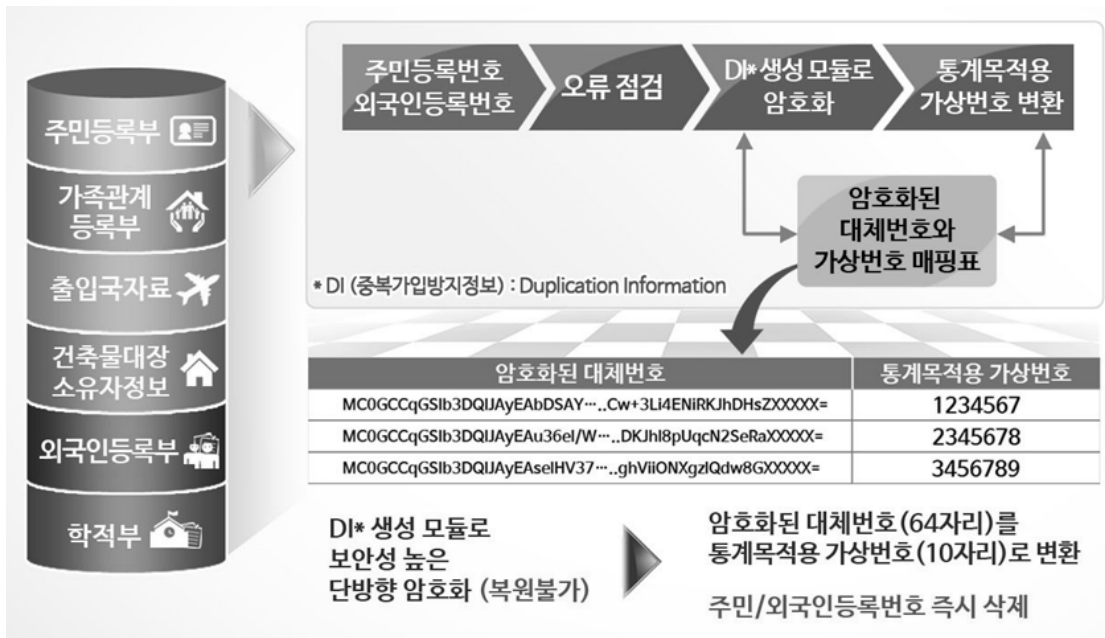 주민등록부
가족관계
등록부
출입국자료
건축물대장
소유자정보
외국인등록부
학적부
주민등록번호
외국인등록번호
오류 점검
DI* 생성 모듈로
암호화
통계목적용
가상번호 변환
암호화된
대체번호와
가상번호 매핑표
* DI (중복가입방지정보) : Duplication Information
암호화된 대체번호 통계목적용 가상번호
MC0GCCqGSIb3DQIJAyEAbDSAY···..Cw+3Li4ENiRKJhDHsZXXXXX= 1234567
MC0GCCqGSIb3DQIJAyEAu36eI/W···..DKJhI8pUqcN2SeRaXXXXX= 2345678
MC0GCCqGSIb3DQIJAyEAseIHV37···..ghViiONXgzIQdw8GXXXXX= 3456789
DI* 생성 모듈로
보안성 높은
단방향 암호화 (복원불가)
암호화된 대체번호(64자리)를
통계목적용 가상번호(10자리)로 변환
주민/외국인등록번호 즉시 삭제